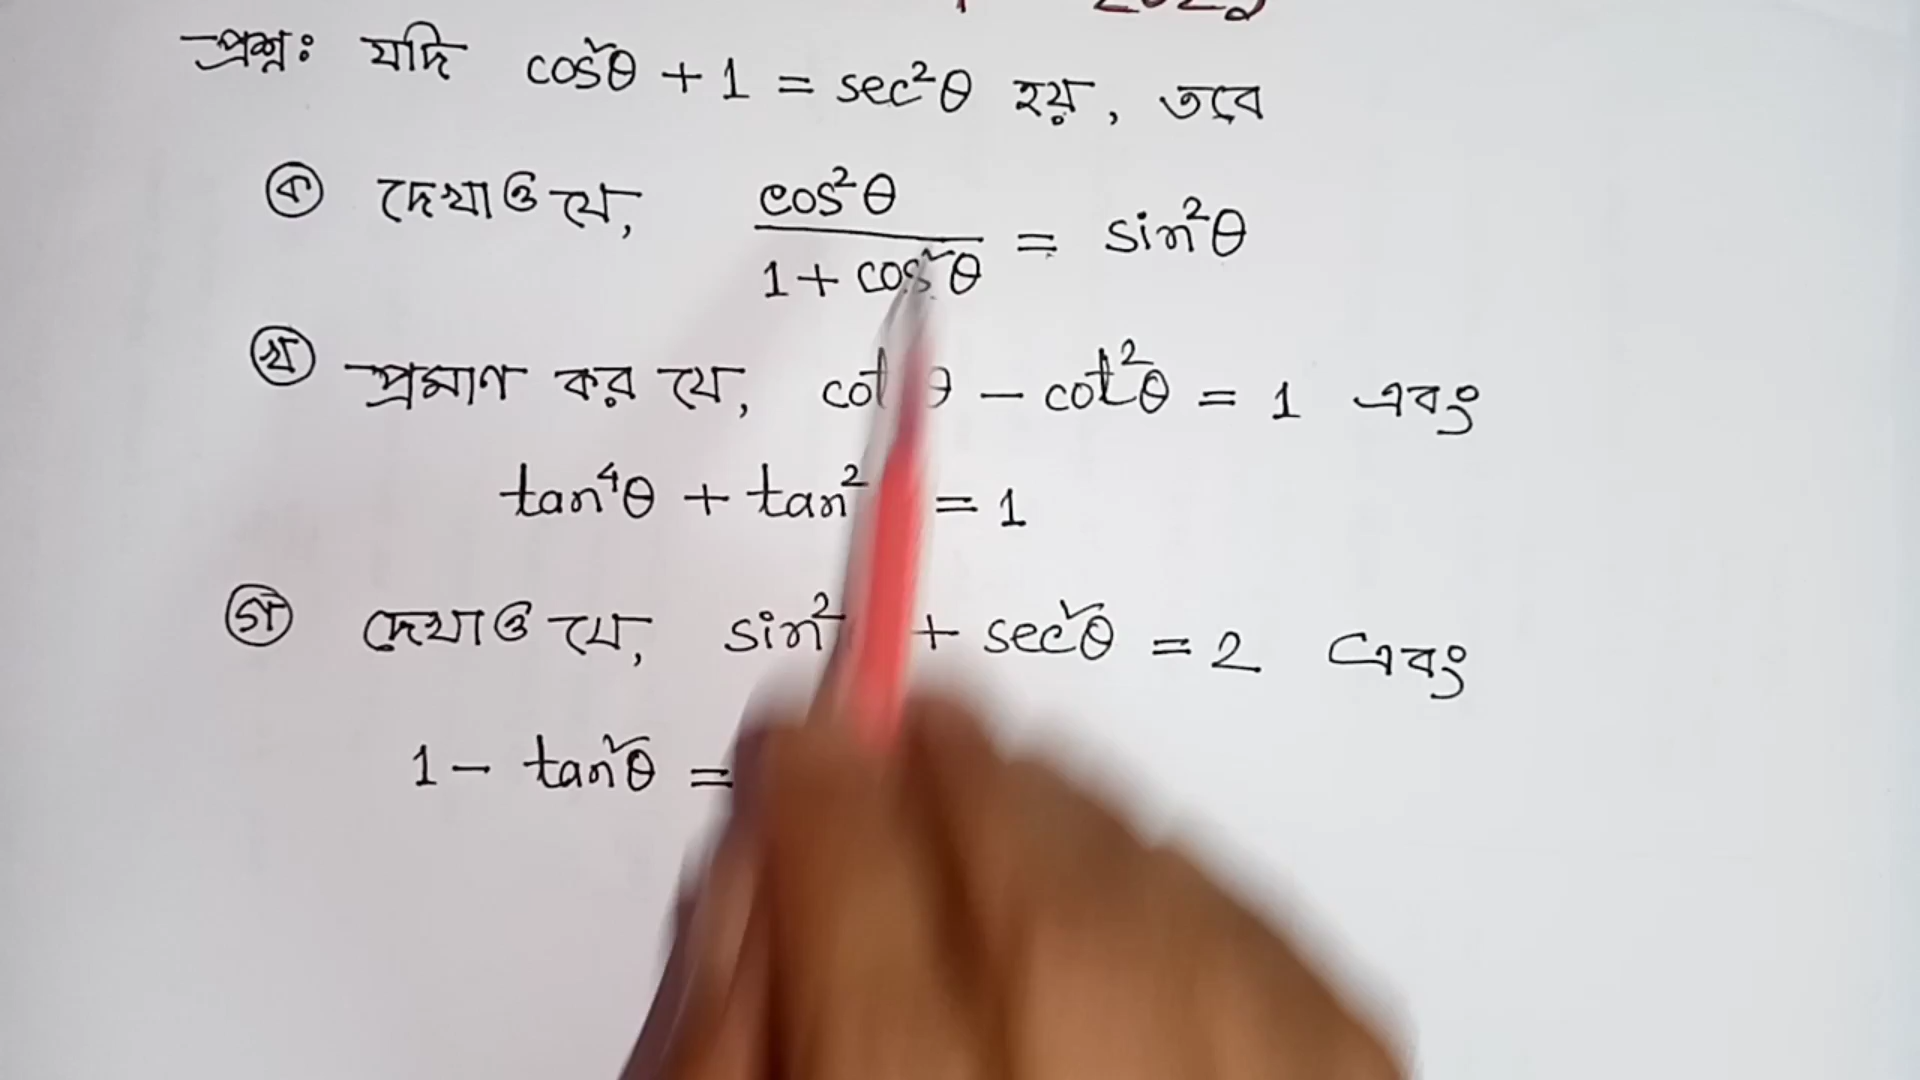 প্রশ্নঃ যদি cos²θ + 1 = sec²θ হয়, তবে
ক দেখাও যে, cos²θ / 1 + cos²θ = sin²θ
খ প্রমাণ কর যে, cot θ - cot²θ = 1 এবং
tan⁴θ + tan² = 1
গ দেখাও যে, sin² + sec²θ = 2 এবং
1 - tan²θ =